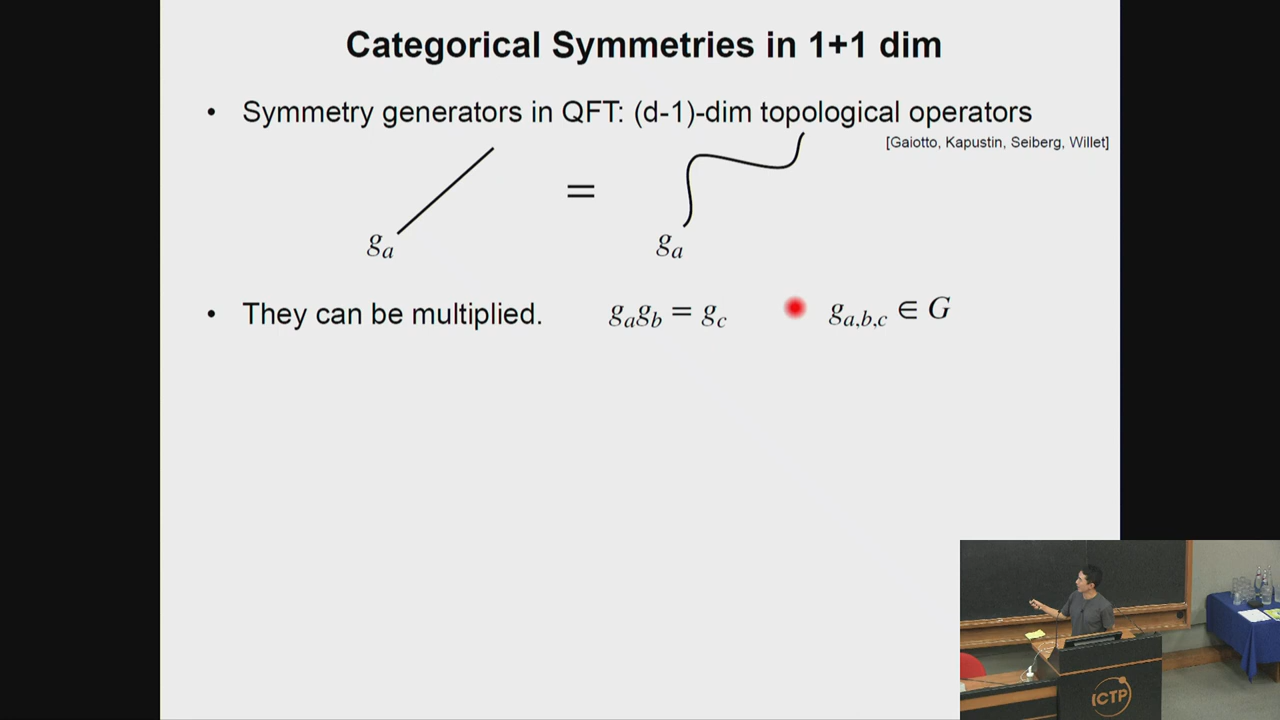 Categorical Symmetries in 1+1 dim
• Symmetry generators in QFT: (d-1)-dim topological operators
[Gaiotto, Kapustin, Seiberg, Willet]
=
g_a g_a
• They can be multiplied. g_a g_b = g_c g_{a,b,c} ∈ G
ICTP